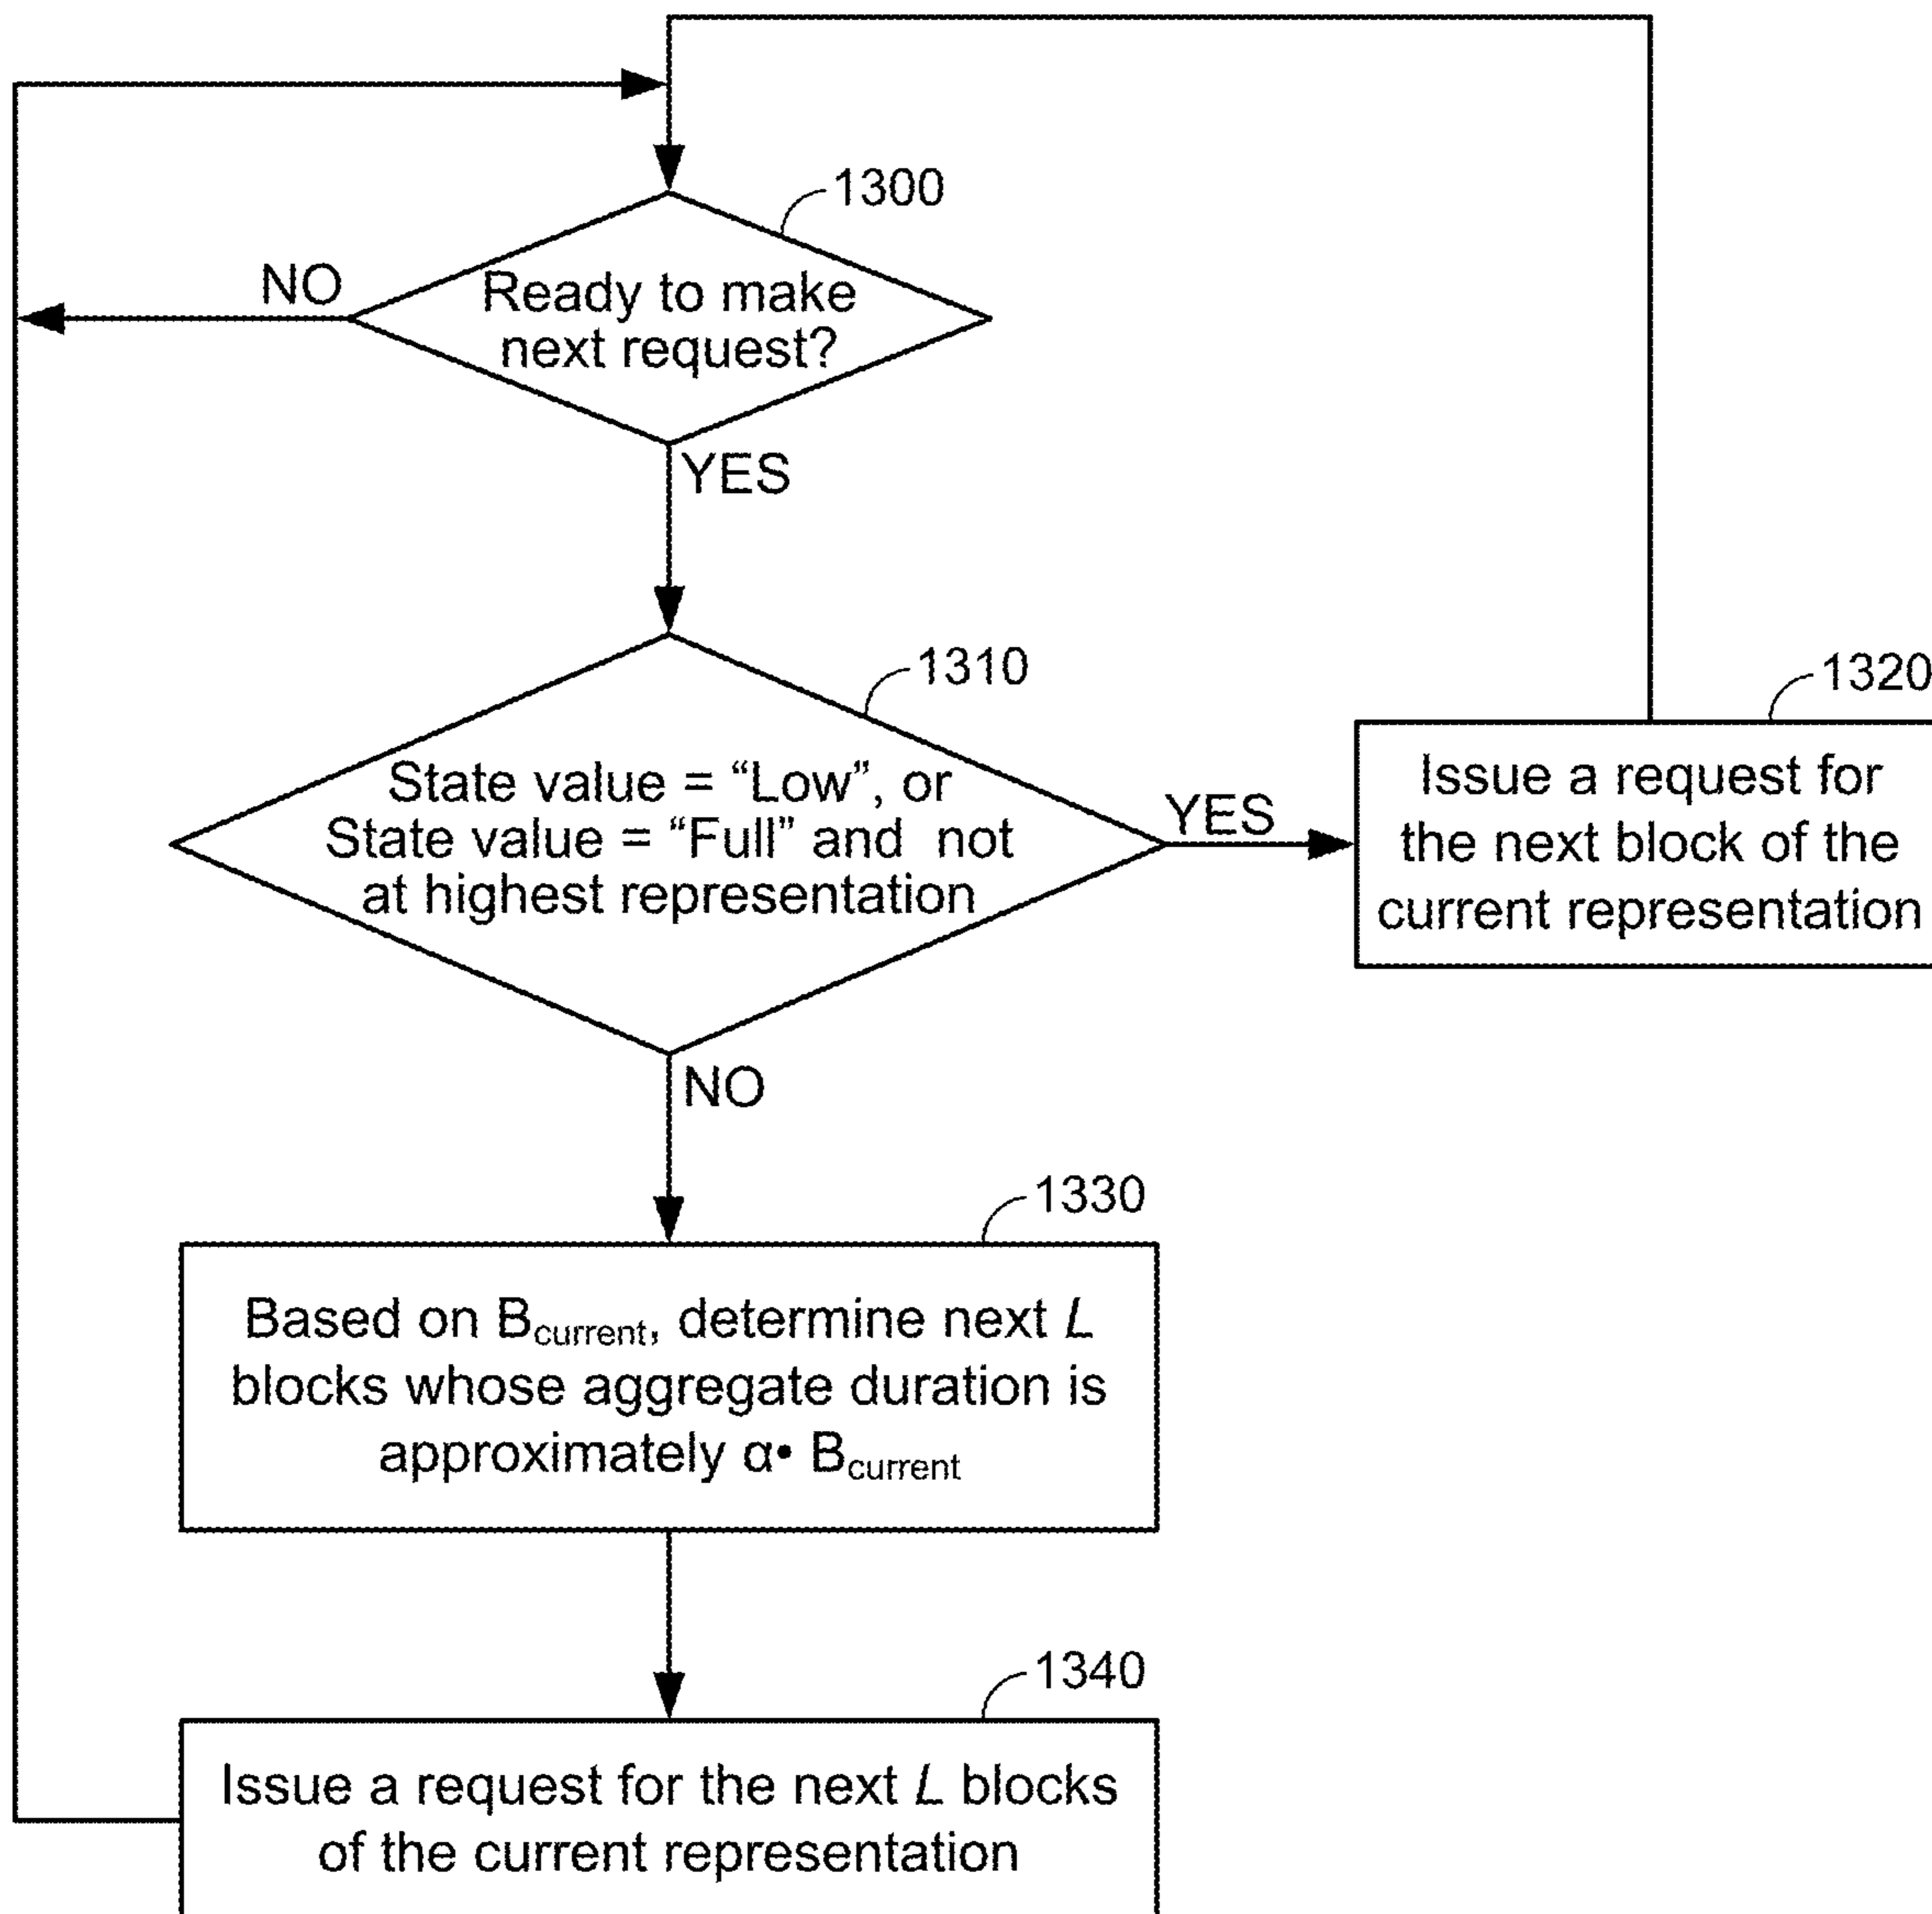 1300
NO
Ready to make
next request?
YES
1310
State value = “Low”, or
State value = “Full” and not
at highest representation
YES
1320
Issue a request for
the next block of the
current representation
NO
1330
Based on Bcurrent, determine next L
blocks whose aggregate duration is
approximately α• Bcurrent
1340
Issue a request for the next L blocks
of the current representation